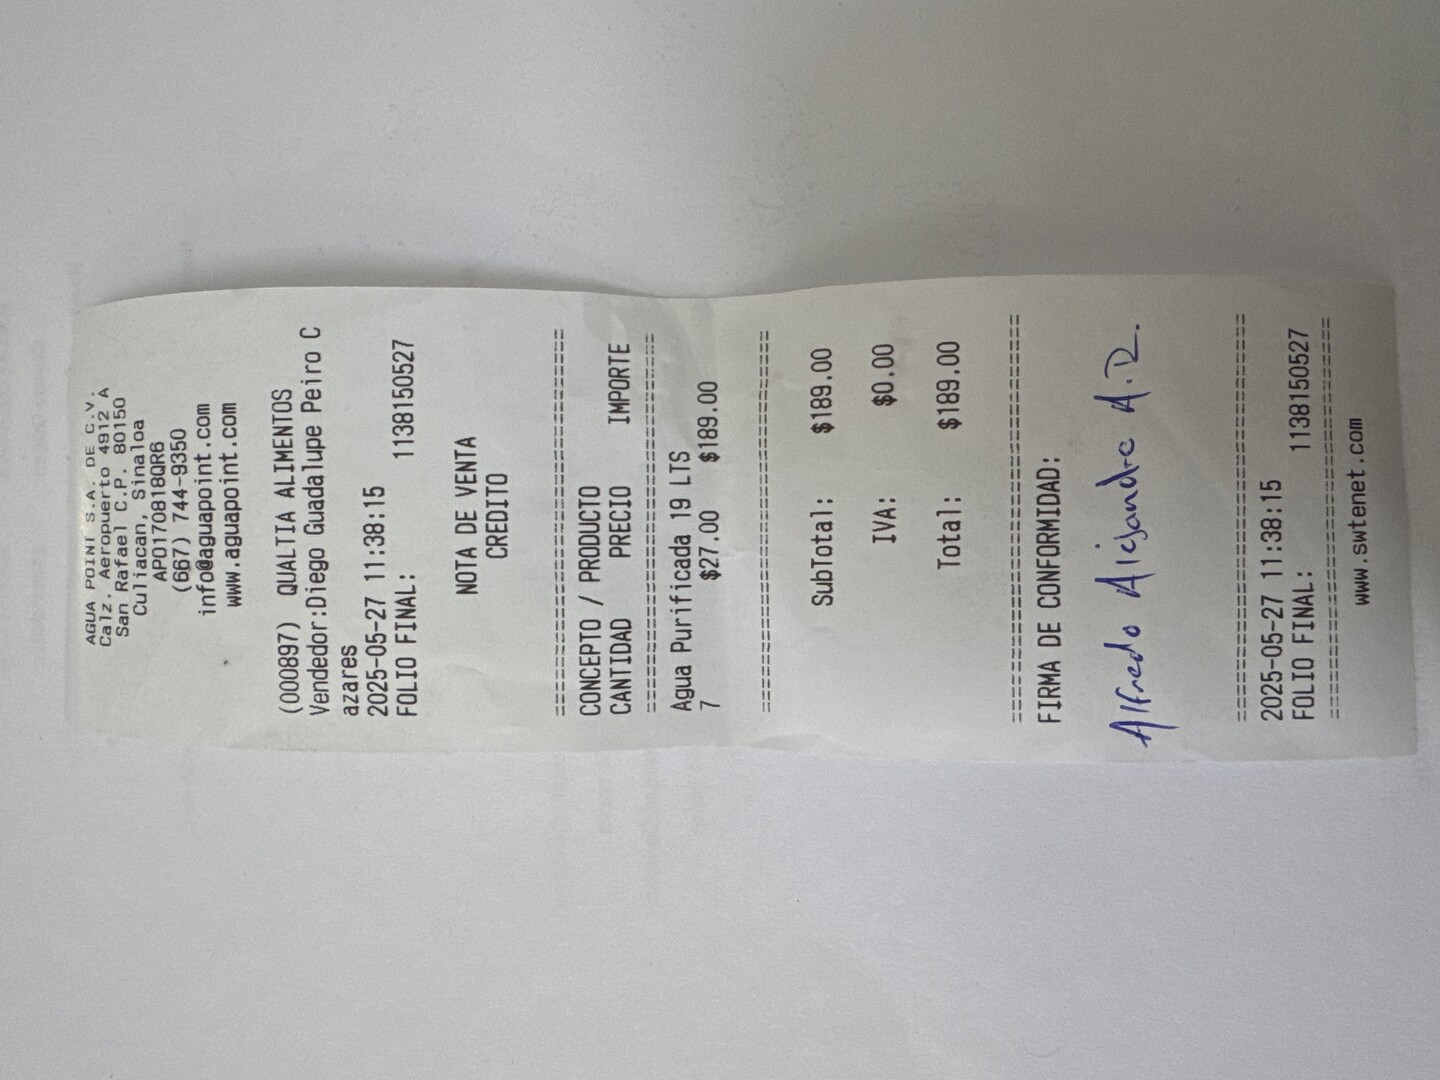 AGUA POINT S.A. DE C.V.
Calz. Aeropuerto 4912 A
San Rafael C.P. 80150
Culiacan, Sinaloa
APO170818QR6
(667) 744-9350
info@aguapoint.com
www.aguapoint.com
(000897) QUALTIA ALIMENTOS
Vendedor:Diego Guadalupe Peiro C
azares
2025-05-27 11:38:15
FOLIO FINAL: 1138150527
NOTA DE VENTA
CREDITO
================================
CONCEPTO / PRODUCTO
CANTIDAD PRECIO IMPORTE
================================
Agua Purificada 19 LTS
7 $27.00 $189.00
================================
SubTotal: $189.00
IVA: $0.00
Total: $189.00
================================
FIRMA DE CONFORMIDAD:
Alfredo Alejandro A.R.
================================
2025-05-27 11:38:15
FOLIO FINAL: 1138150527
================================
www.swtenet.com